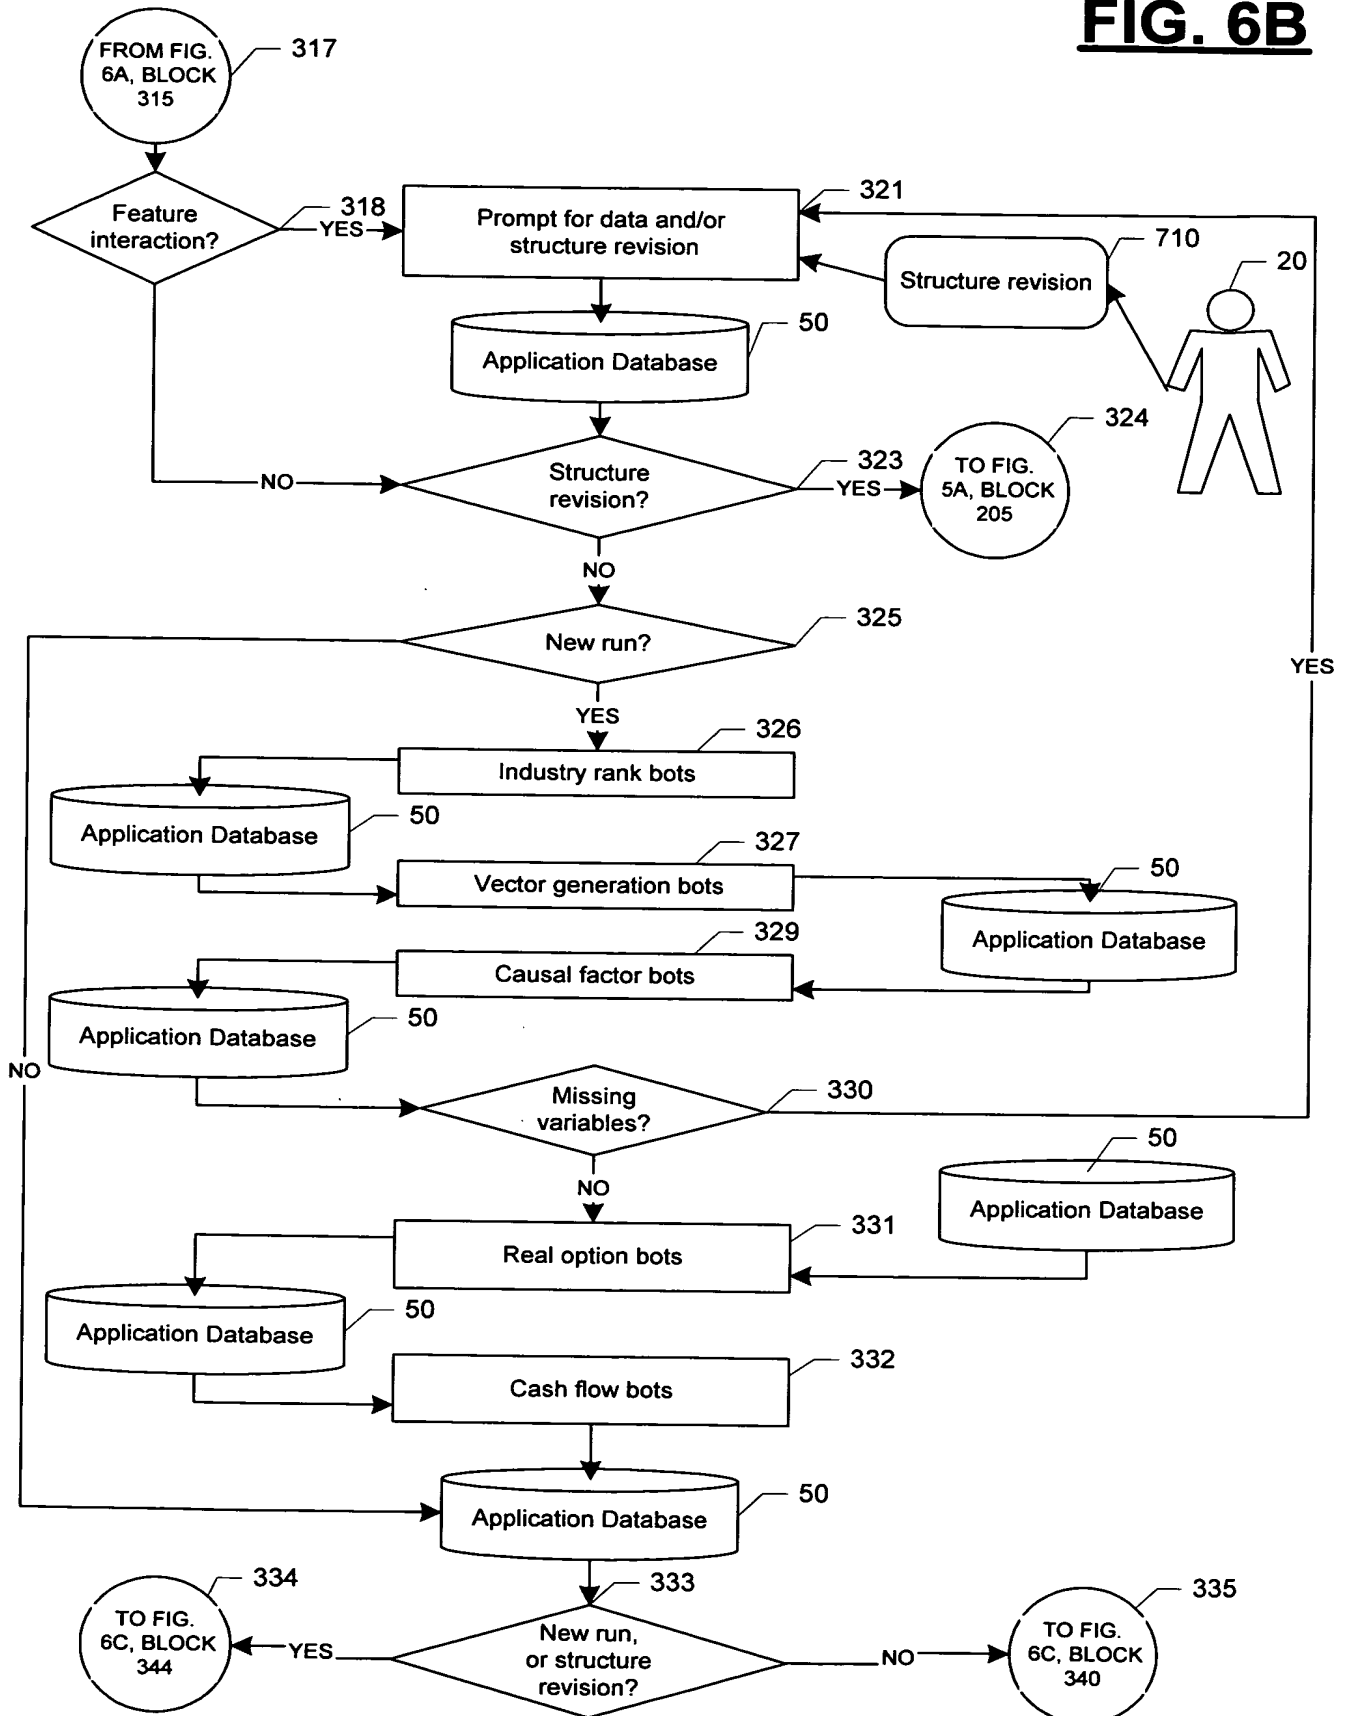 FIG. 6B
FROM FIG.
6A, BLOCK
315
317
Feature
interaction?
318
YES
Prompt for data and/or
structure revision
321
Structure revision
710
20
Application Database
50
NO
Structure
revision?
323
YES
TO FIG.
5A, BLOCK
205
324
NO
New run?
325
YES
YES
Industry rank bots
326
Application Database
50
Vector generation bots
327
Application Database
50
Causal factor bots
329
Application Database
50
NO
Missing
variables?
330
NO
Application Database
50
Real option bots
331
Application Database
50
Cash flow bots
332
Application Database
50
333
New run,
or structure
revision?
YES
TO FIG.
6C, BLOCK
344
334
NO
TO FIG.
6C, BLOCK
340
335